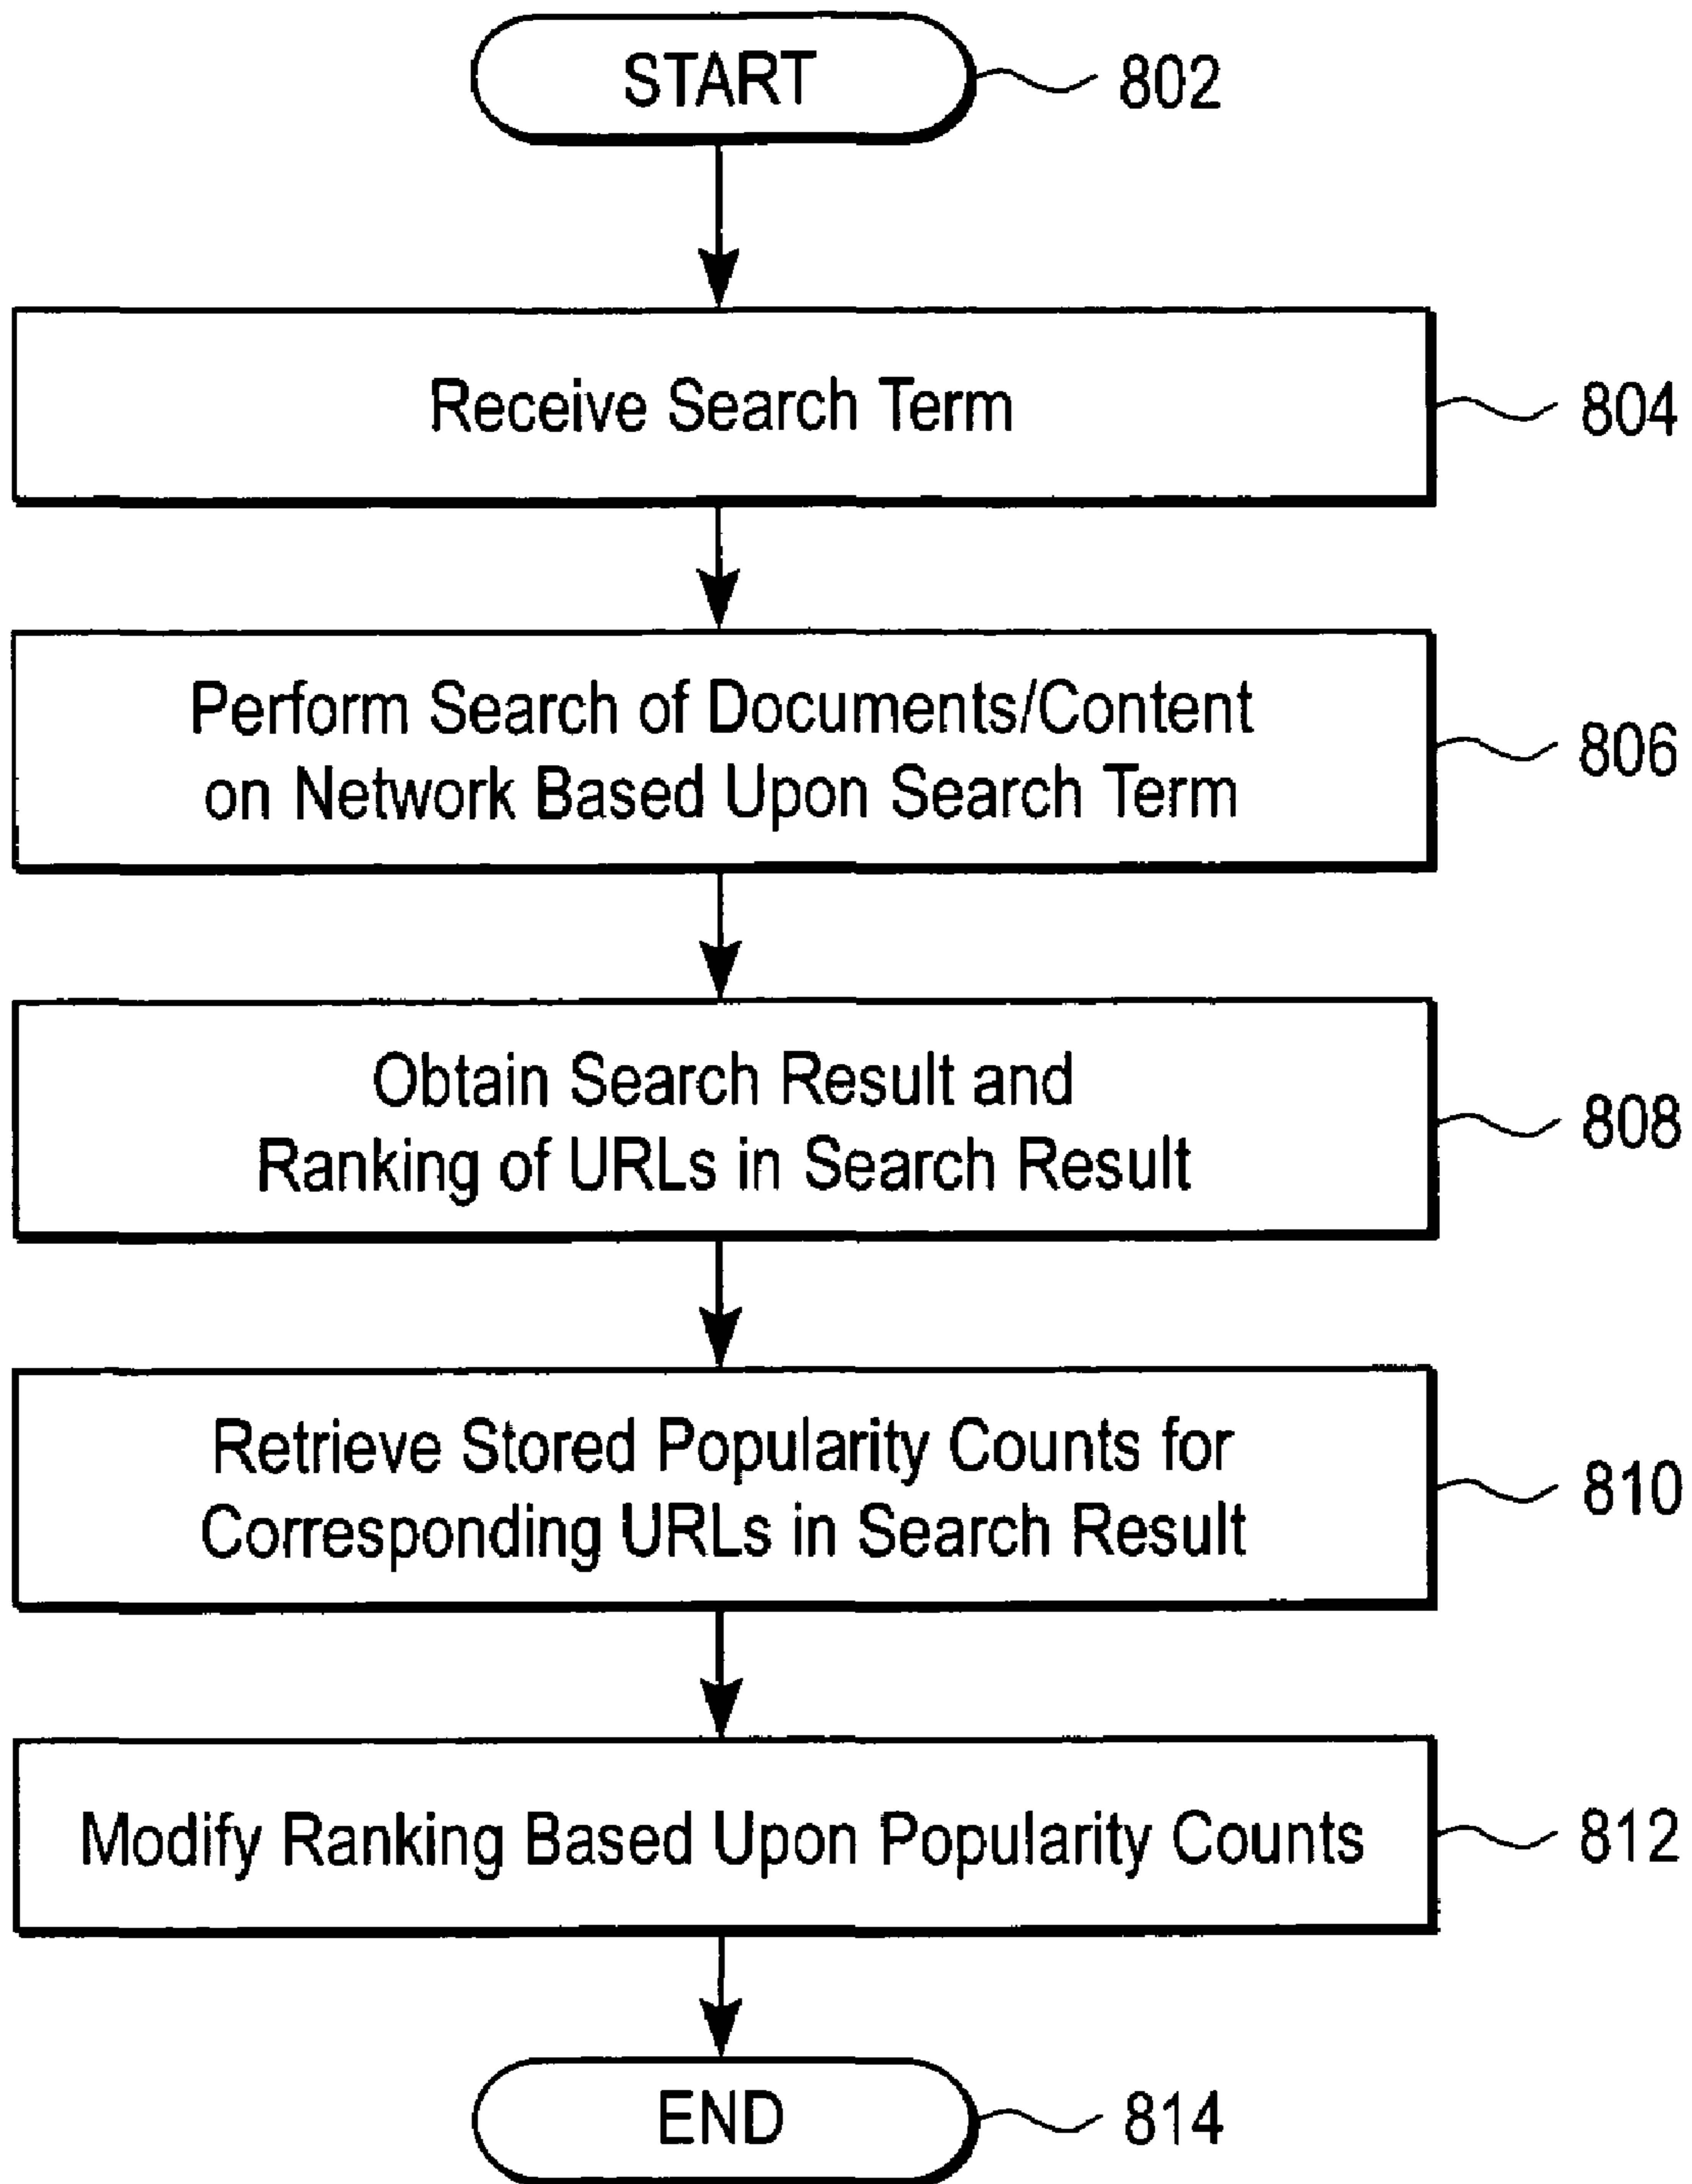 START
802
Receive Search Term
804
Perform Search of Documents/Content
on Network Based Upon Search Term
806
Obtain Search Result and
Ranking of URLs in Search Result
808
Retrieve Stored Popularity Counts for
Corresponding URLs in Search Result
810
Modify Ranking Based Upon Popularity Counts
812
END
814